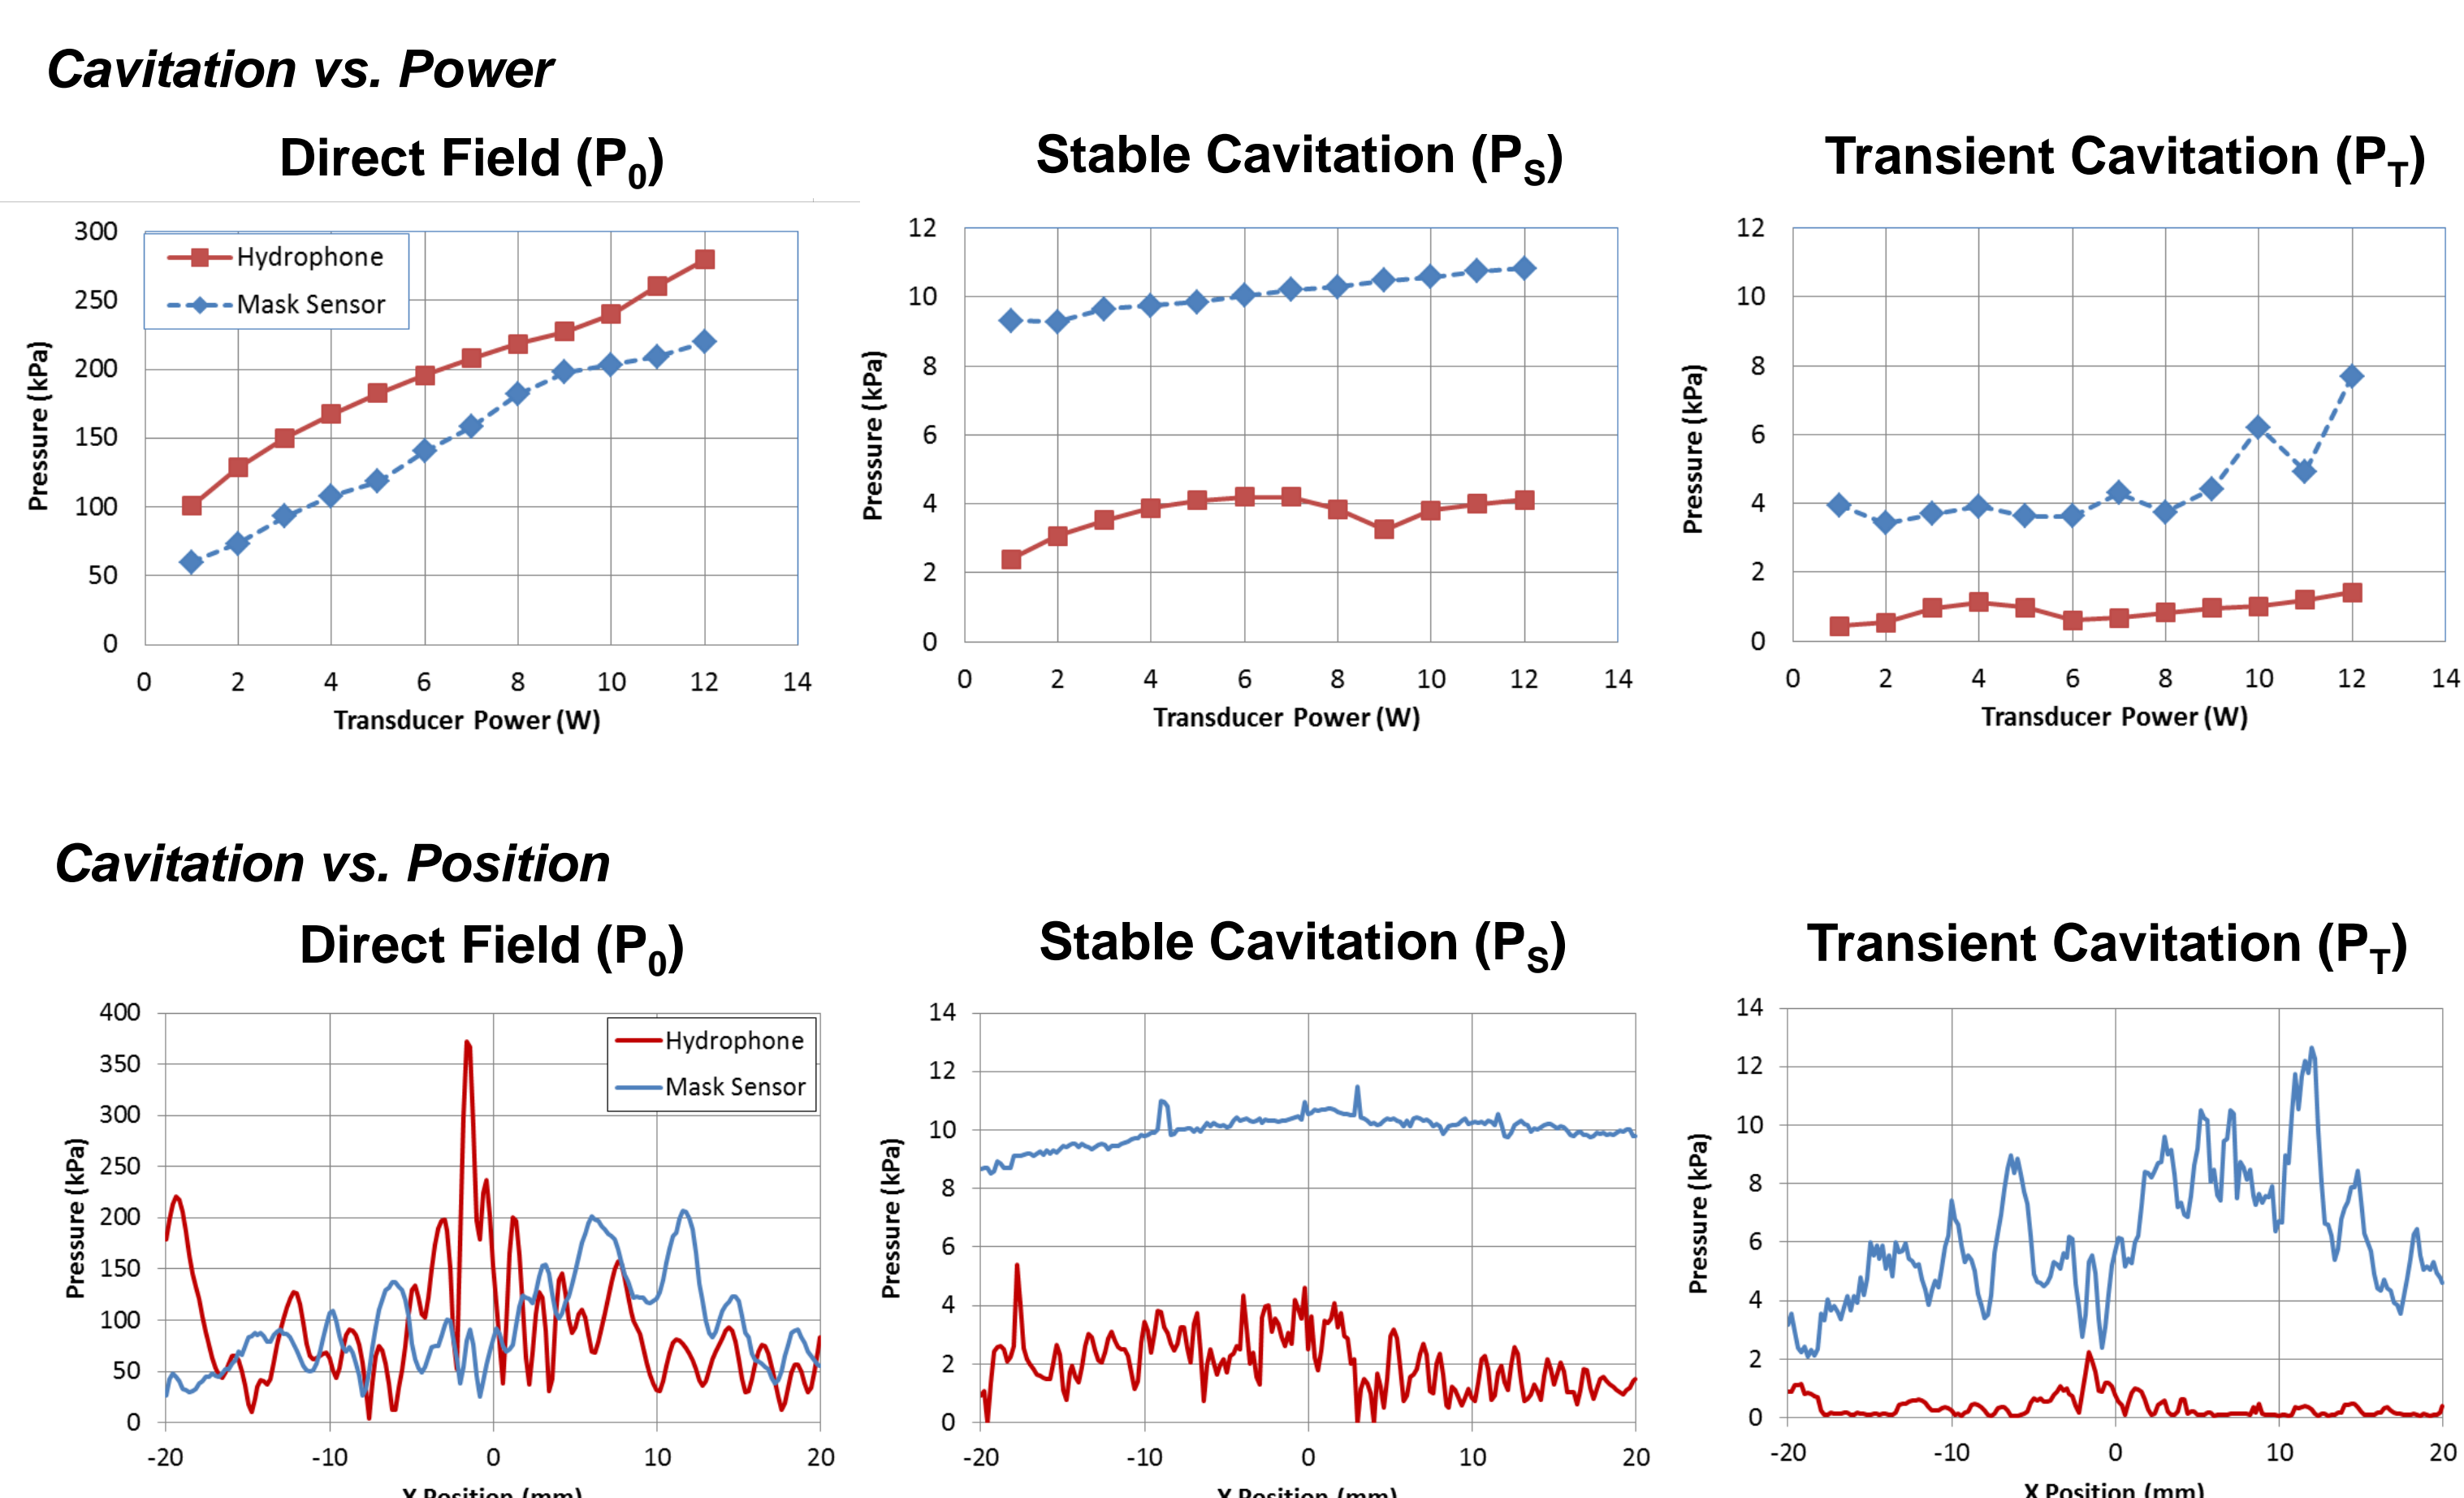 Cavitation vs. Power
Direct Field (P0)
Stable Cavitation (PS)
Transient Cavitation (PT)
300
250
200
150
100
50
0
Pressure (kPa)
Hydrophone
Mask Sensor
0 2 4 6 8 10 12 14
Transducer Power (W)
12
10
8
6
4
2
0
Pressure (kPa)
0 2 4 6 8 10 12 14
Transducer Power (W)
12
10
8
6
4
2
0
Pressure (kPa)
0 2 4 6 8 10 12 14
Transducer Power (W)
Cavitation vs. Position
Direct Field (P0)
Stable Cavitation (PS)
Transient Cavitation (PT)
400
350
300
250
200
150
100
50
0
Pressure (kPa)
Hydrophone
Mask Sensor
-20 -10 0 10 20
X Position (mm)
14
12
10
8
6
4
2
0
Pressure (kPa)
-20 -10 0 10 20
X Position (mm)
14
12
10
8
6
4
2
0
Pressure (kPa)
-20 -10 0 10 20
X Position (mm)